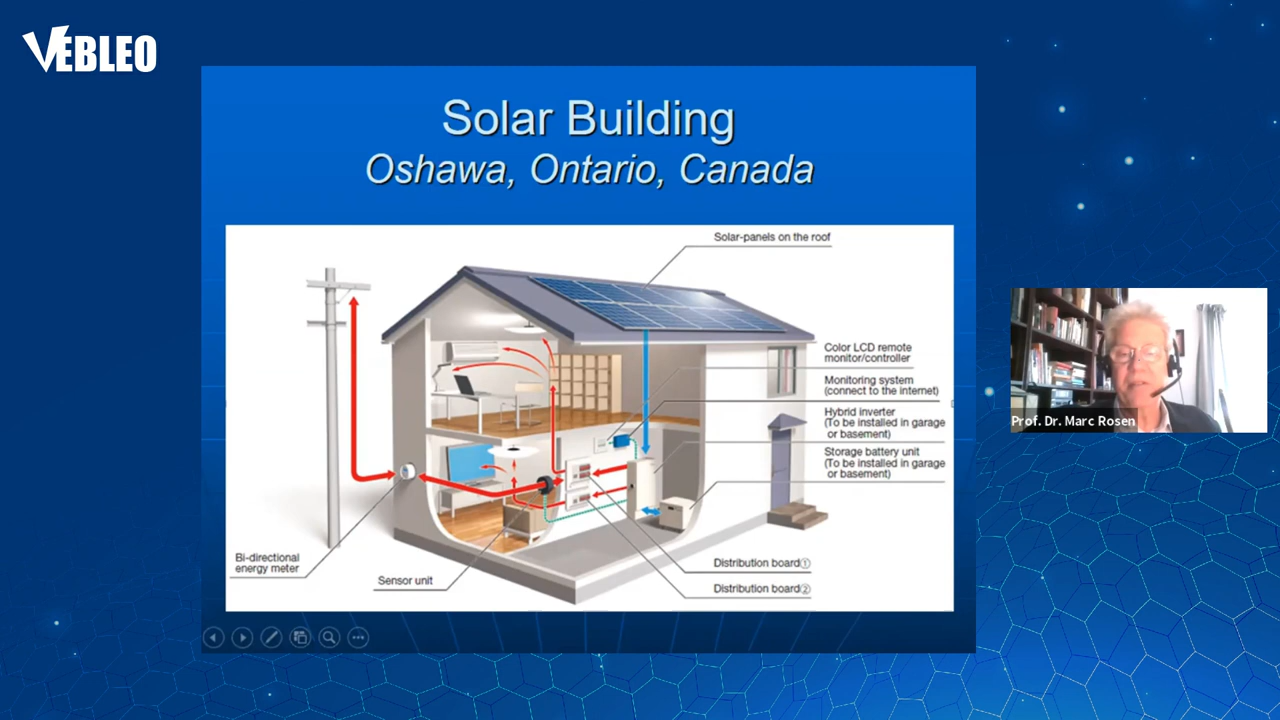 VEBLEO
Solar Building
Oshawa, Ontario, Canada
Solar-panels on the roof
Color LCD remote
monitor/controller
Monitoring system
(connect to the internet)
Hybrid inverter
(To be installed in garage
or basement)
Storage battery unit
(To be installed in garage
or basement)
Bi-directional
energy meter
Sensor unit
Distribution board①
Distribution board②
Prof. Dr. Marc Rosen